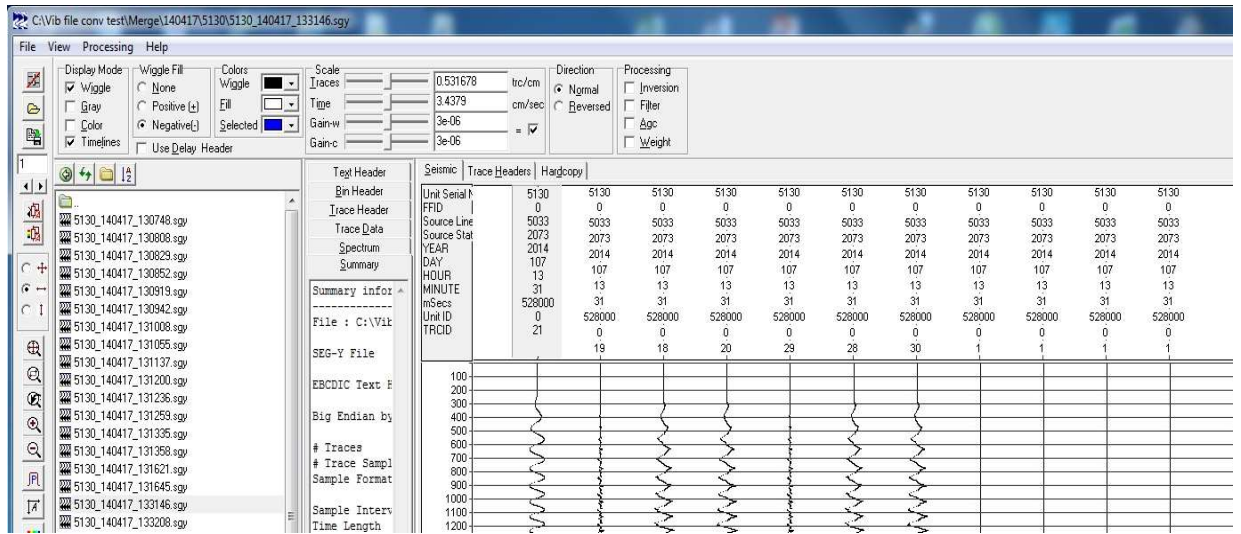 C:\Vib file conv test\Merge\140417\5130\5130_140417_133146.sgy
File View Processing Help
Display Mode Wiggle Fill Colors Scale Direction Processing
Wiggle None Wiggle Traces 0.531678 trc/cm Normal Inversion
Gray Positive (+) Fill Time 3.4379 cm/sec Reversed Filter
Color Negative(-) Selected Gain-w 3e-06 = Agc
Timelines Use Delay Header Gain-c 3e-06 Weight
1
Text Header
Bin Header
Trace Header
Trace Data
Spectrum
Summary
Seismic Trace Headers Hardcopy
..
5130_140417_130748.sgy
5130_140417_130808.sgy
5130_140417_130829.sgy
5130_140417_130852.sgy
5130_140417_130919.sgy
5130_140417_130942.sgy
5130_140417_131008.sgy
5130_140417_131055.sgy
5130_140417_131137.sgy
5130_140417_131200.sgy
5130_140417_131236.sgy
5130_140417_131259.sgy
5130_140417_131335.sgy
5130_140417_131358.sgy
5130_140417_131621.sgy
5130_140417_131645.sgy
5130_140417_133146.sgy
5130_140417_133208.sgy
Summary infor
--------------
File : C:\Vib
SEG-Y File
EBCDIC Text H
Big Endian by
# Traces
# Trace Sampl
Sample Format
Sample Interv
Time Length
Unit Serial N 5130 5130 5130 5130 5130 5130 5130 5130 5130 5130 5130
FFID 0 0 0 0 0 0 0 0 0 0 0
Source Line 5033 5033 5033 5033 5033 5033 5033 5033 5033 5033 5033
Source Stat 2073 2073 2073 2073 2073 2073 2073 2073 2073 2073 2073
YEAR 2014 2014 2014 2014 2014 2014 2014 2014 2014 2014 2014
DAY 107 107 107 107 107 107 107 107 107 107 107
HOUR 13 13 13 13 13 13 13 13 13 13 13
MINUTE 31 31 31 31 31 31 31 31 31 31 31
mSecs 528000 528000 528000 528000 528000 528000 528000 528000 528000 528000 528000
Unit ID 0 0 0 0 0 0 0 0 0 0 0
TRCID 21 19 18 20 29 28 30 1 1 1 1
100
200
300
400
500
600
700
800
900
1000
1100
1200